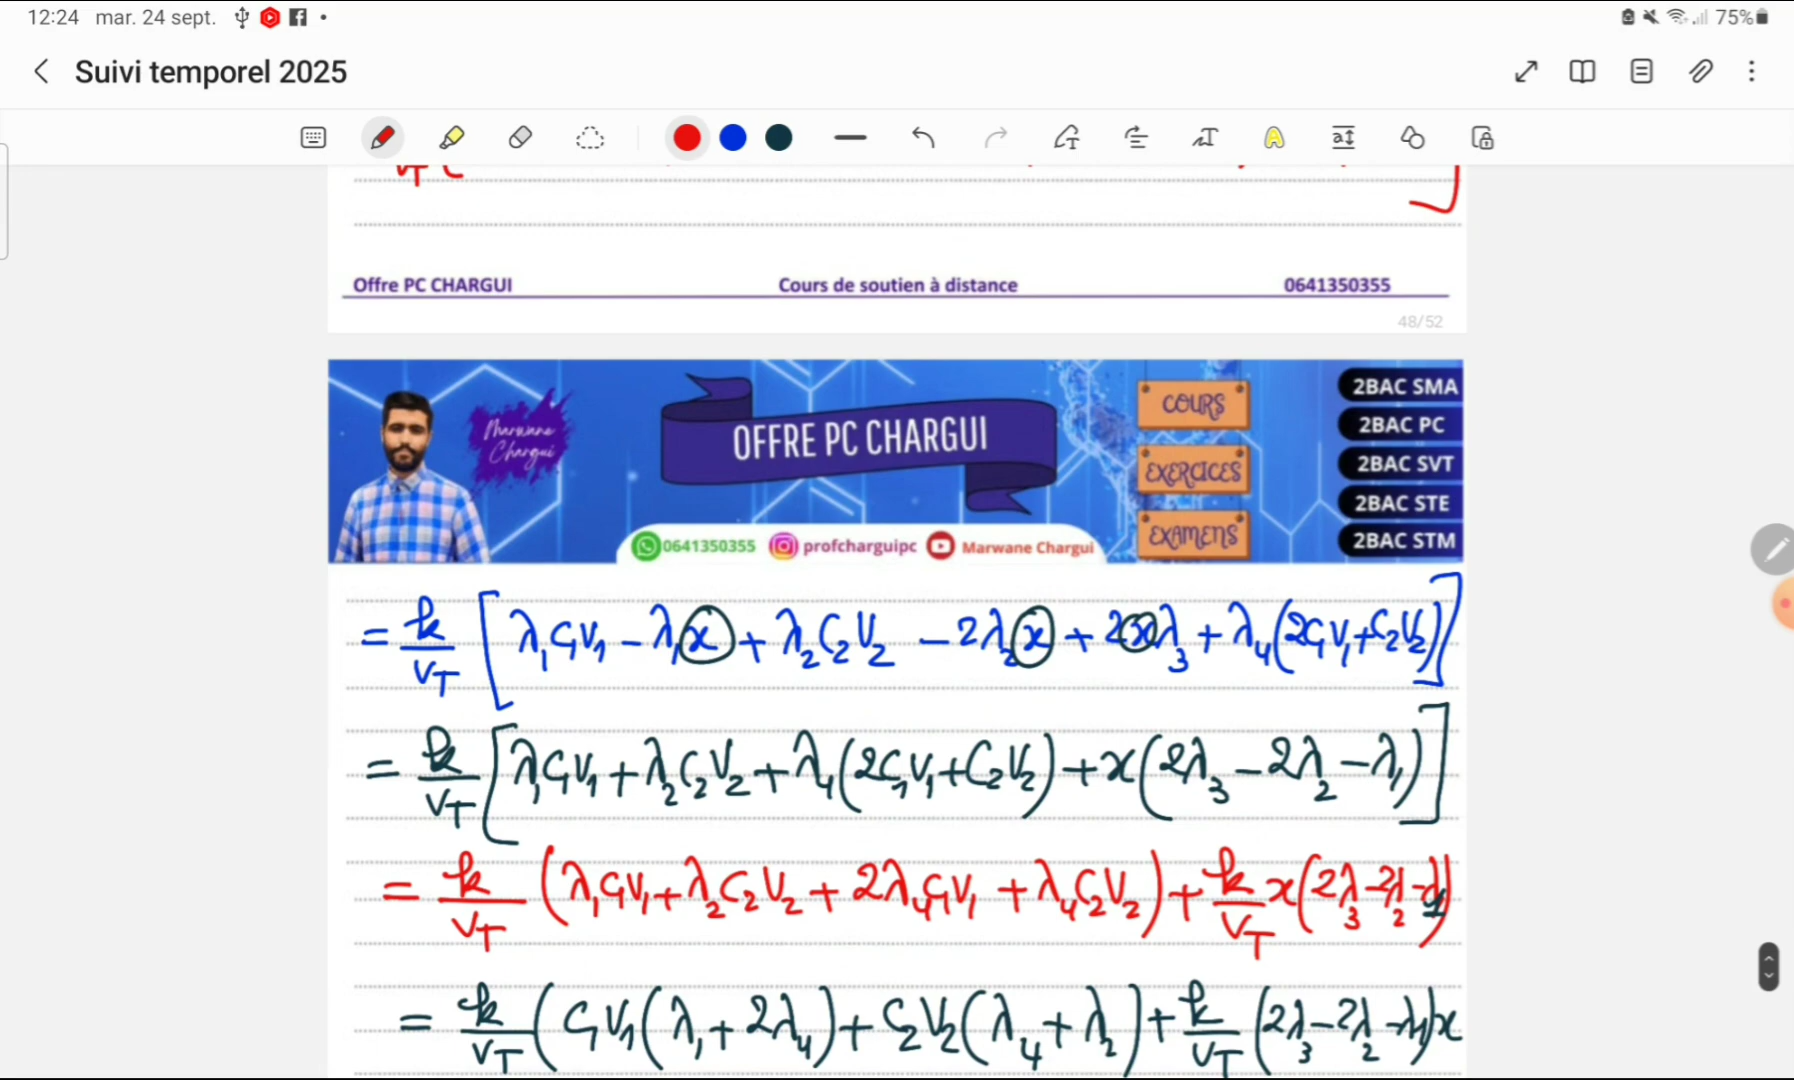 12:24 mar. 24 sept. 75%
Suivi temporel 2025
Offre PC CHARGUI Cours de soutien à distance 0641350355
48/52
Marwane Chargui
OFFRE PC CHARGUI
COURS
EXERCICES
EXAMENS
2BAC SMA
2BAC PC
2BAC SVT
2BAC STE
2BAC STM
0641350355 profcharguipc Marwane Chargui
= k/V_T [λ₁C₁V₁ - λ₁x + λ₂C₂V₂ - 2λ₂x + 2xλ₃ + λ₄(2C₁V₁+C₂V₂)]
= k/V_T [λ₁C₁V₁ + λ₂C₂V₂ + λ₄(2C₁V₁+C₂V₂) + x(2λ₃ - 2λ₂ - λ₁)]
= k/V_T (λ₁C₁V₁ + λ₂C₂V₂ + 2λ₄C₁V₁ + λ₄C₂V₂) + k/V_T x(2λ₃ - 2λ₂ - λ₁)
= k/V_T (C₁V₁(λ₁ + 2λ₄) + C₂V₂(λ₄ + λ₂) + k/V_T (2λ₃ - 2λ₂ - λ₁)x